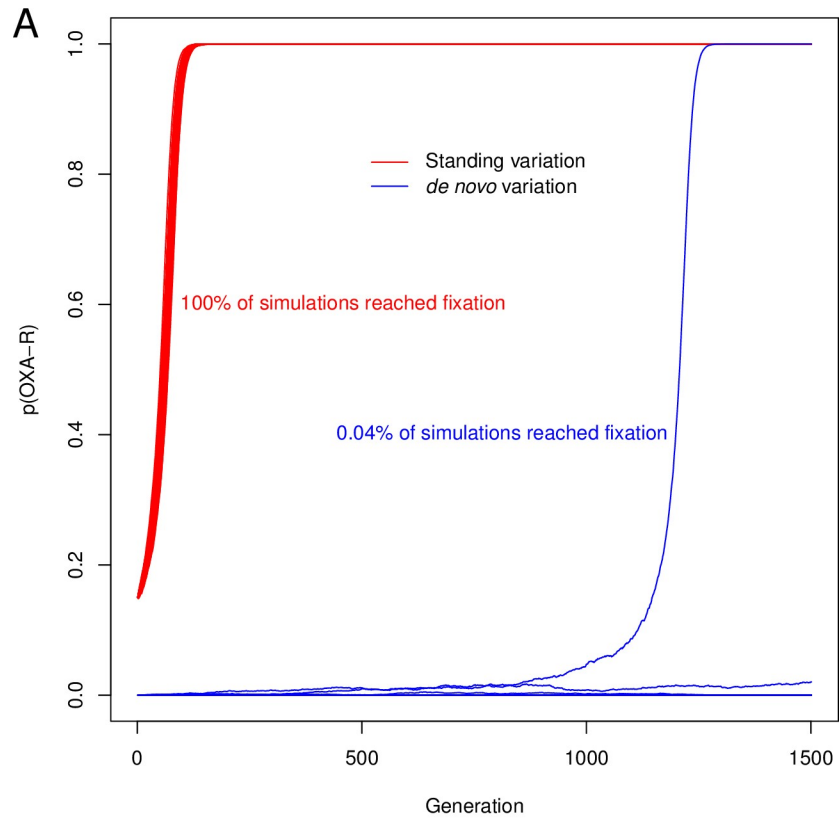 A
1.0
0.8
0.6
0.4
0.2
0.0
p(OXA−R)
Standing variation
de novo variation
100% of simulations reached fixation
0.04% of simulations reached fixation
0 500 1000 1500
Generation